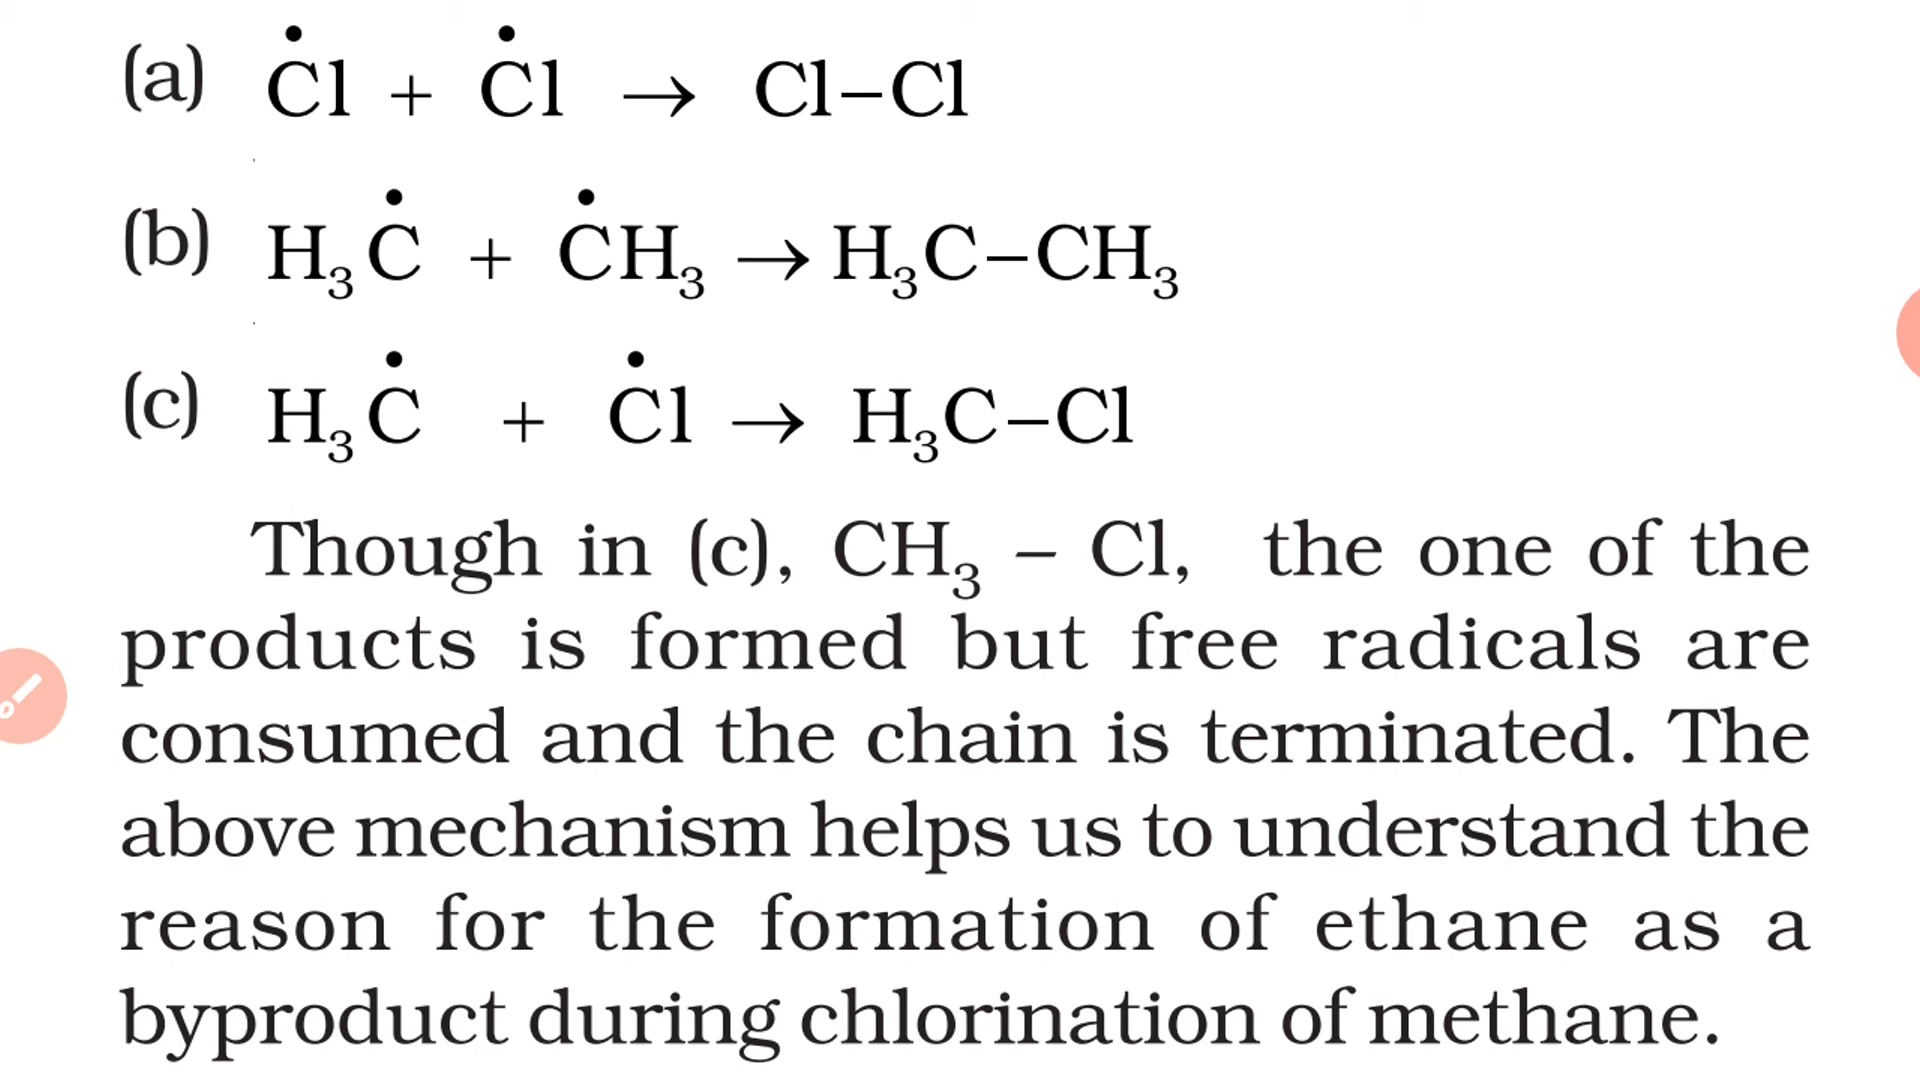 (a) Ċl + Ċl → Cl–Cl
(b) H₃Ċ + ĊH₃ → H₃C–CH₃
(c) H₃Ċ + Ċl → H₃C–Cl
Though in (c), CH₃ – Cl, the one of the
products is formed but free radicals are
consumed and the chain is terminated. The
above mechanism helps us to understand the
reason for the formation of ethane as a
byproduct during chlorination of methane.